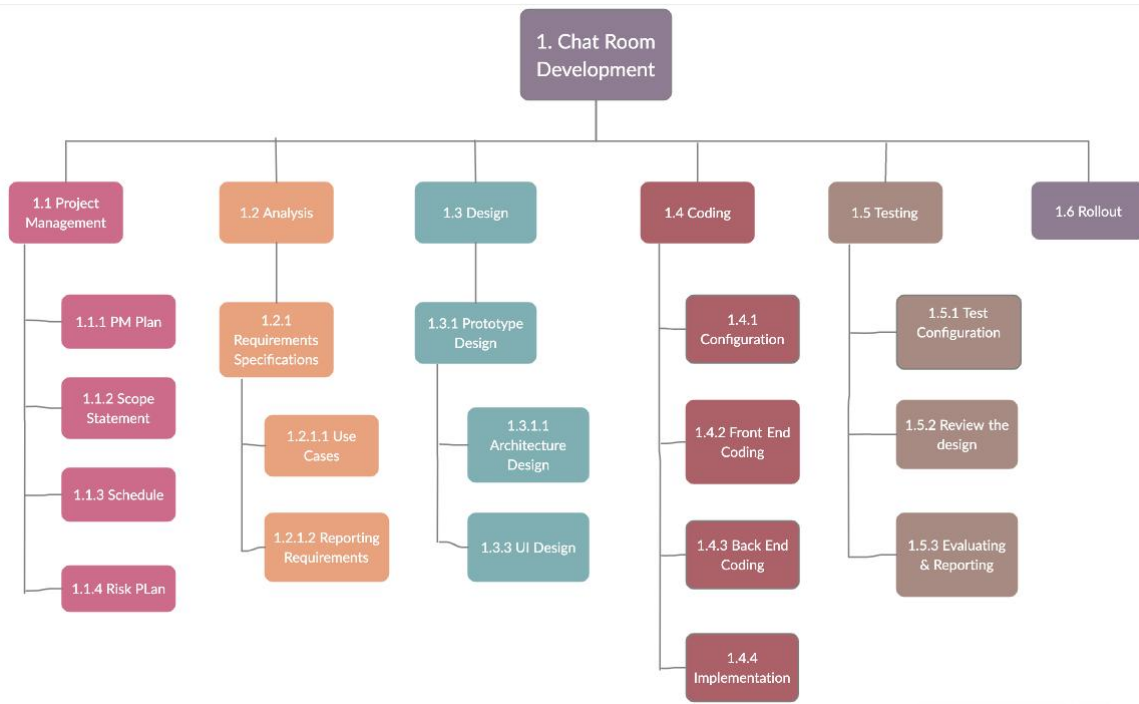 1. Chat Room
Development
1.1 Project
Management
1.2 Analysis
1.3 Design
1.4 Coding
1.5 Testing
1.6 Rollout
1.1.1 PM Plan
1.1.2 Scope
Statement
1.1.3 Schedule
1.1.4 Risk PLan
1.2.1
Requirements
Specifications
1.2.1.1 Use
Cases
1.2.1.2 Reporting
Requirements
1.3.1 Prototype
Design
1.3.1.1
Architecture
Design
1.3.3 UI Design
1.4.1
Configuration
1.4.2 Front End
Coding
1.4.3 Back End
Coding
1.4.4
Implementation
1.5.1 Test
Configuration
1.5.2 Review the
design
1.5.3 Evaluating
& Reporting